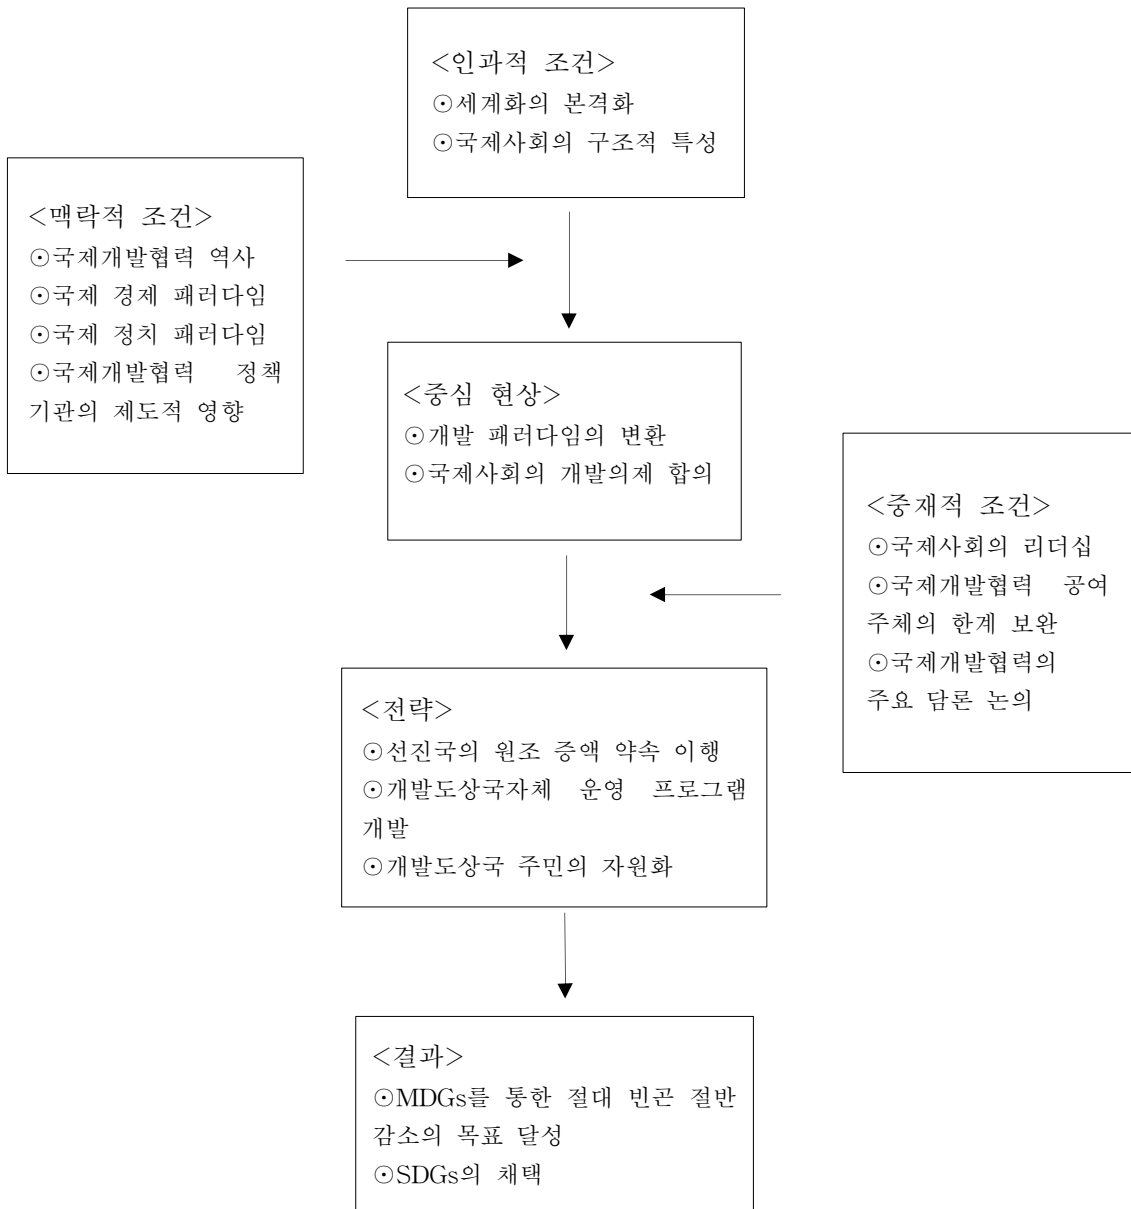 <인과적 조건>
⊙세계화의 본격화
⊙국제사회의 구조적 특성
<맥락적 조건>
⊙국제개발협력 역사
⊙국제 경제 패러다임
⊙국제 정치 패러다임
⊙국제개발협력 정책
기관의 제도적 영향
<중심 현상>
⊙개발 패러다임의 변환
⊙국제사회의 개발의제 합의
<중재적 조건>
⊙국제사회의 리더십
⊙국제개발협력 공여
주체의 한계 보완
⊙국제개발협력의
주요 담론 논의
<전략>
⊙선진국의 원조 증액 약속 이행
⊙개발도상국자체 운영 프로그램
개발
⊙개발도상국 주민의 자원화
<결과>
⊙MDGs를 통한 절대 빈곤 절반
감소의 목표 달성
⊙SDGs의 채택